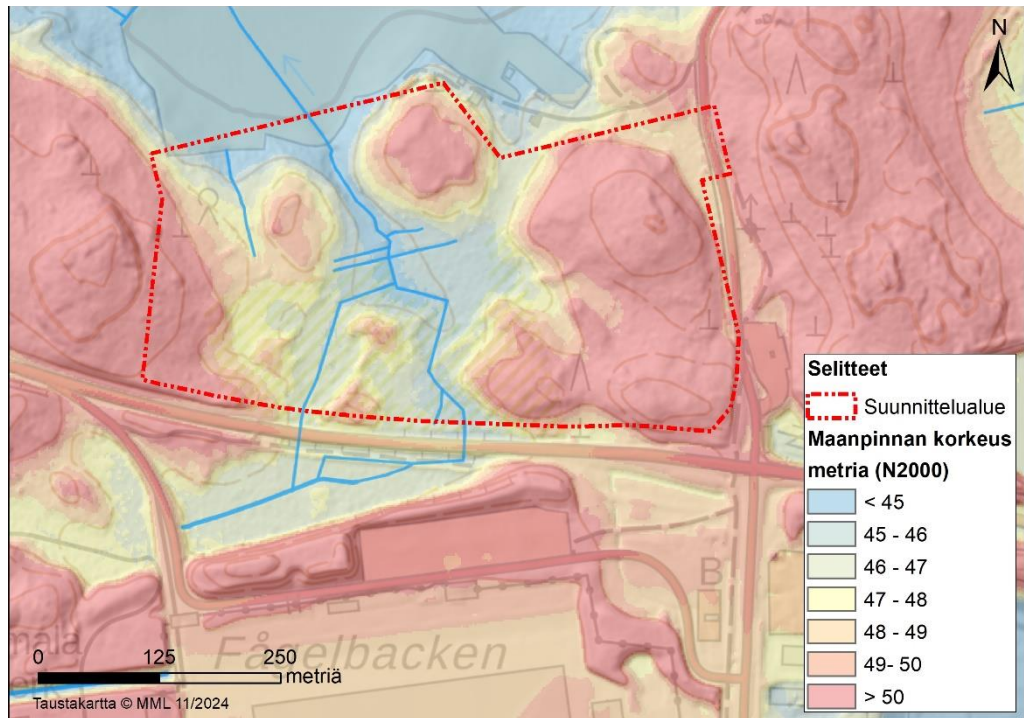 N
Selitteet
Suunnittelualue
Maanpinnan korkeus
metria (N2000)
< 45
45 - 46
46 - 47
47 - 48
48 - 49
49- 50
> 50
B
Fågelbacken
0 125 250
metriä
Taustakartta © MML 11/2024